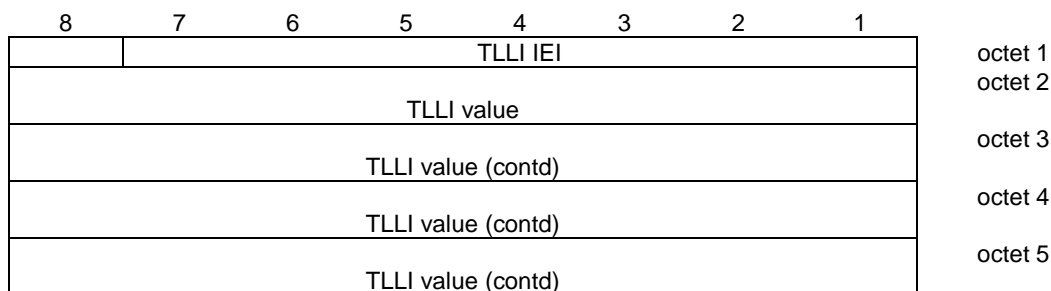 8 7 6 5 4 3 2 1
TLLI IEI octet 1
octet 2
TLLI value
octet 3
TLLI value (contd)
octet 4
TLLI value (contd)
octet 5
TLLI value (contd)